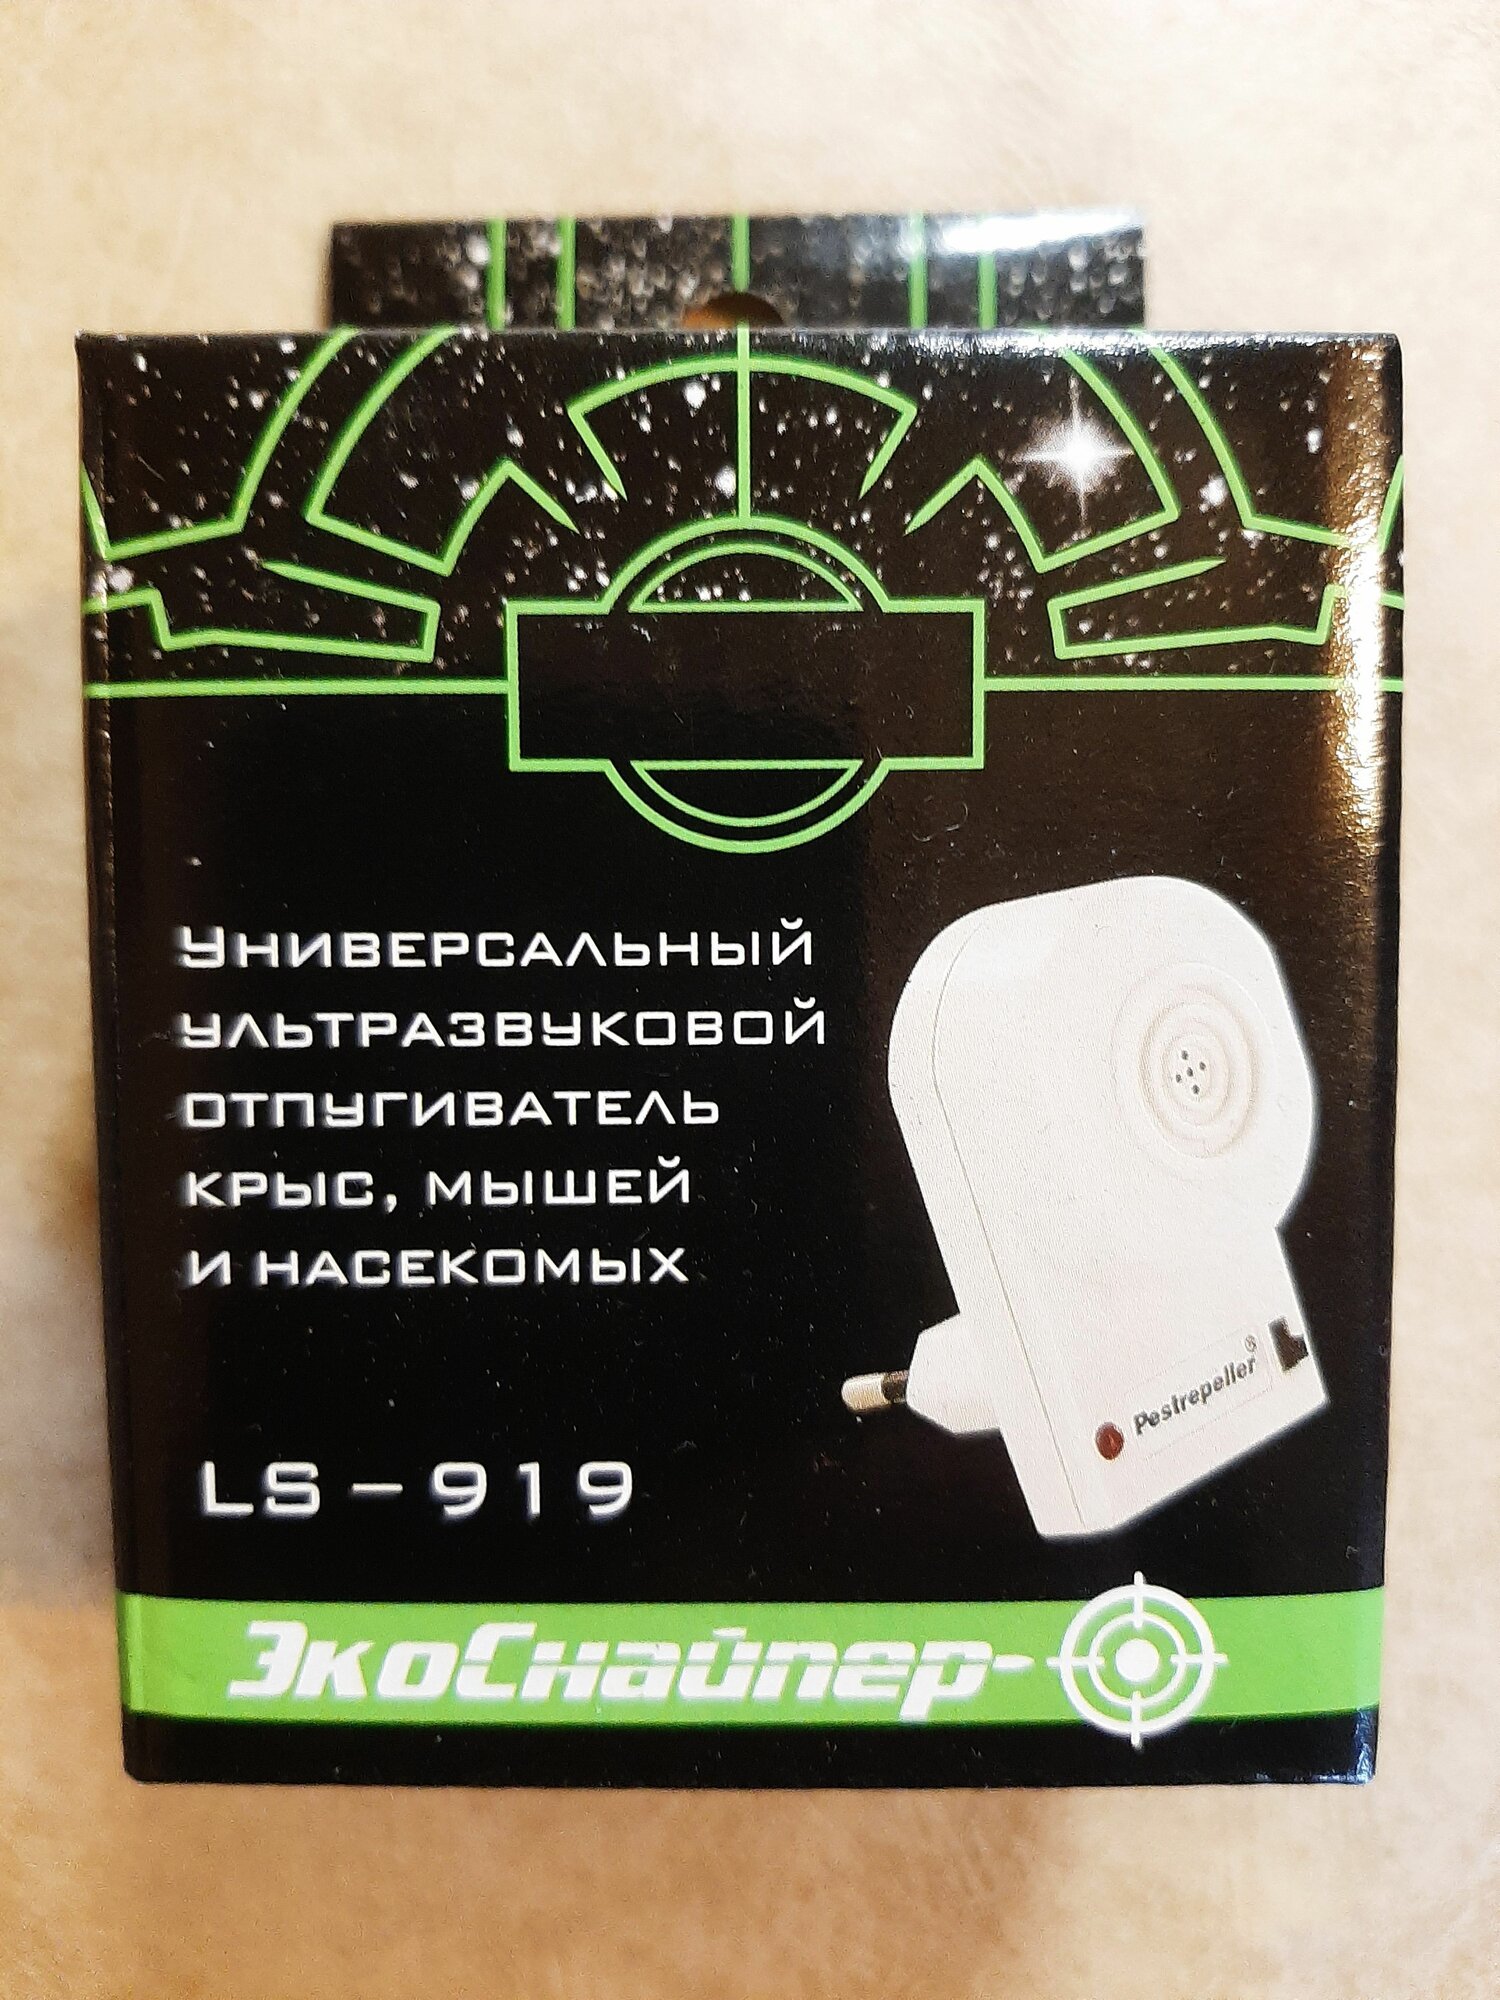 Универсальный
ультразвуковой
отпугиватель
крыс, мышей
и насекомых
Pestrepeller®
LS-919
ЭкоСнайпер